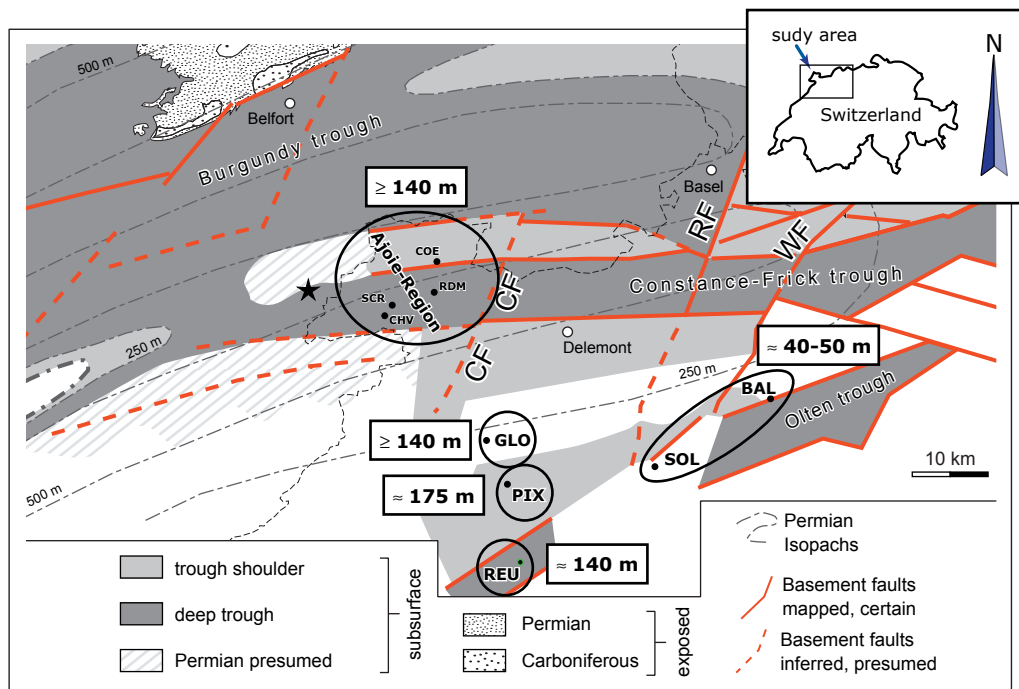 sudy area
N
Switzerland
500 m
Belfort
Burgundy trough
Basel
≥ 140 m
RF
WF
Ajoie-Region
COE
RDM
SCR
CHV
CF
Constance-Frick trough
CF
Delemont
250 m
≈ 40-50 m
250 m
BAL
Olten trough
≥ 140 m
GLO
SOL
10 km
≈ 175 m
PIX
500 m
REU
≈ 140 m
trough shoulder
deep trough
Permian presumed
subsurface
Permian
Carboniferous
exposed
Permian
Isopachs
Basement faults
mapped, certain
Basement faults
inferred, presumed